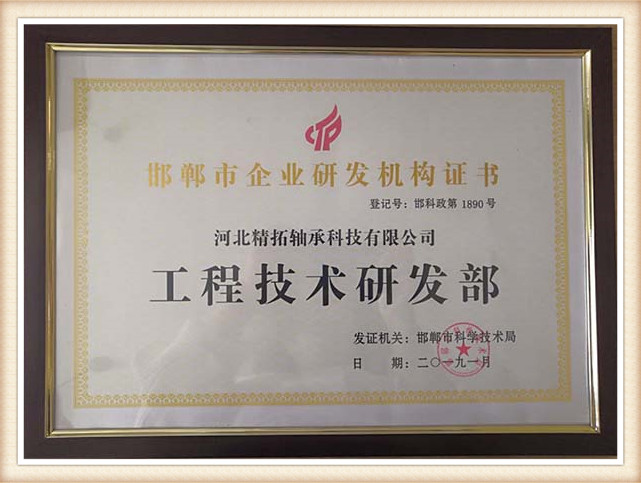 邯郸市企业研发机构证书
登记号：邯科政第 1890 号
河北精拓轴承科技有限公司
工程技术研发部
发证机关：邯郸市科学技术局
日　　期：二〇一九一月